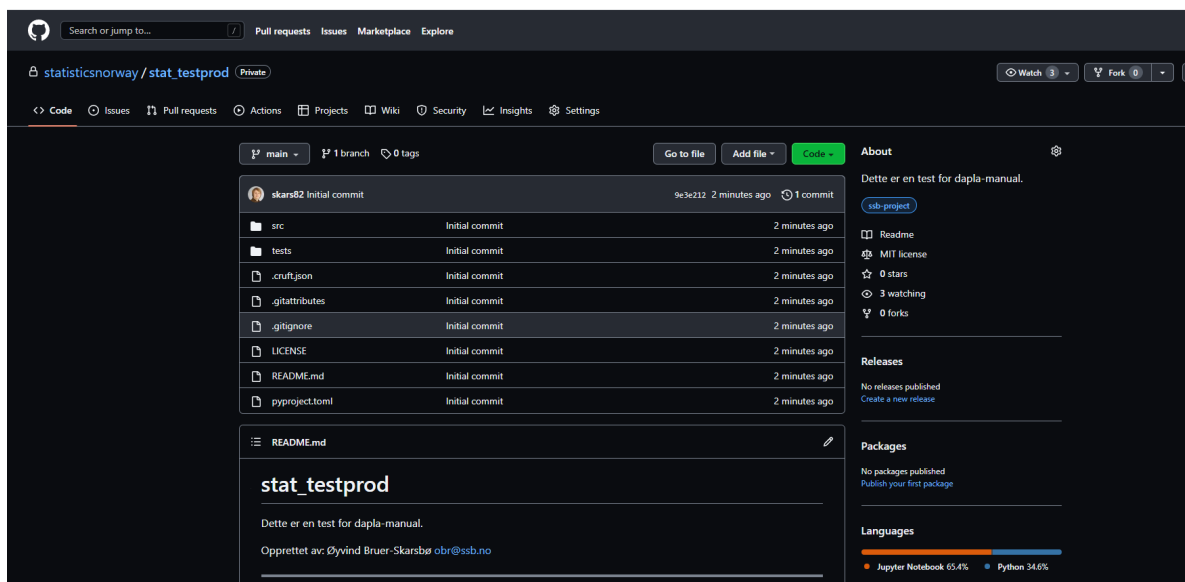 Search or jump to... /
Pull requests Issues Marketplace Explore
statisticsnorway / stat_testprod Private
Watch 3 Fork 0
<> Code Issues Pull requests Actions Projects Wiki Security Insights Settings
main 1 branch 0 tags Go to file Add file Code
skars82 Initial commit 9e3e212 2 minutes ago 1 commit
src Initial commit 2 minutes ago
tests Initial commit 2 minutes ago
.cruft.json Initial commit 2 minutes ago
.gitattributes Initial commit 2 minutes ago
.gitignore Initial commit 2 minutes ago
LICENSE Initial commit 2 minutes ago
README.md Initial commit 2 minutes ago
pyproject.toml Initial commit 2 minutes ago
README.md
stat_testprod
Dette er en test for dapla-manual.
Opprettet av: Øyvind Bruer-Skarsbø obr@ssb.no
About
Dette er en test for dapla-manual.
ssb-project
Readme
MIT license
0 stars
3 watching
0 forks
Releases
No releases published
Create a new release
Packages
No packages published
Publish your first package
Languages
Jupyter Notebook 65.4% Python 34.6%